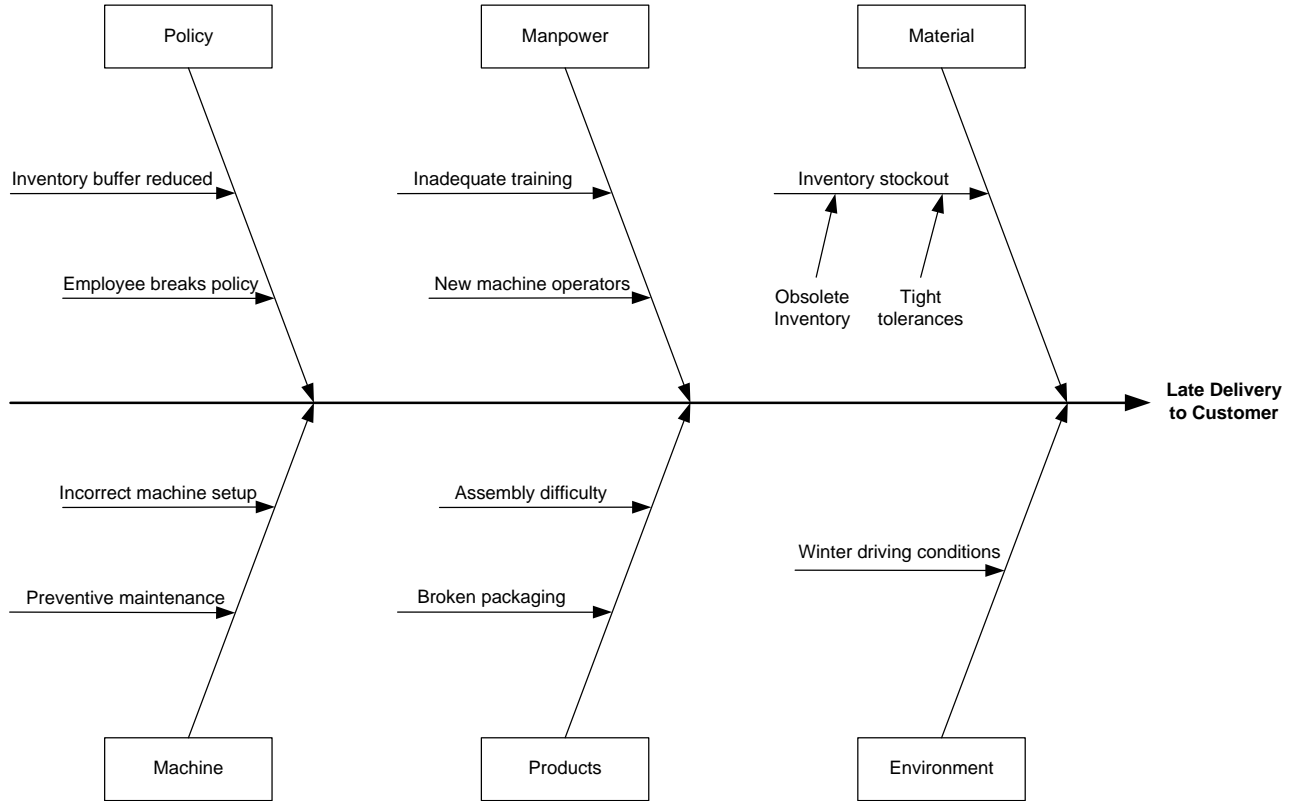 Policy
Manpower
Material
Inventory buffer reduced
Inadequate training
Inventory stockout
Employee breaks policy
New machine operators
Obsolete
Inventory
Tight
tolerances
Late Delivery
to Customer
Incorrect machine setup
Assembly difficulty
Winter driving conditions
Preventive maintenance
Broken packaging
Machine
Products
Environment